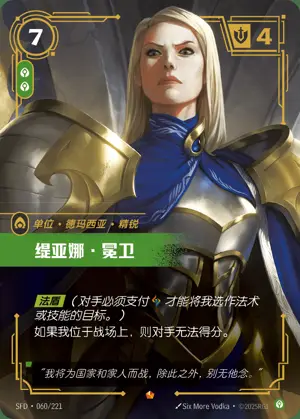 7
4
单位·德玛西亚·精锐
缇亚娜·冕卫
法盾 (对手必须支付 才能将我选作法术
或技能的目标。)
如果我位于战场上,则对手无法得分。
"我将为国家和家人而战,除此之外,别无他念。"
SFD · 060/221
Six More Vodka · ©2025Riot